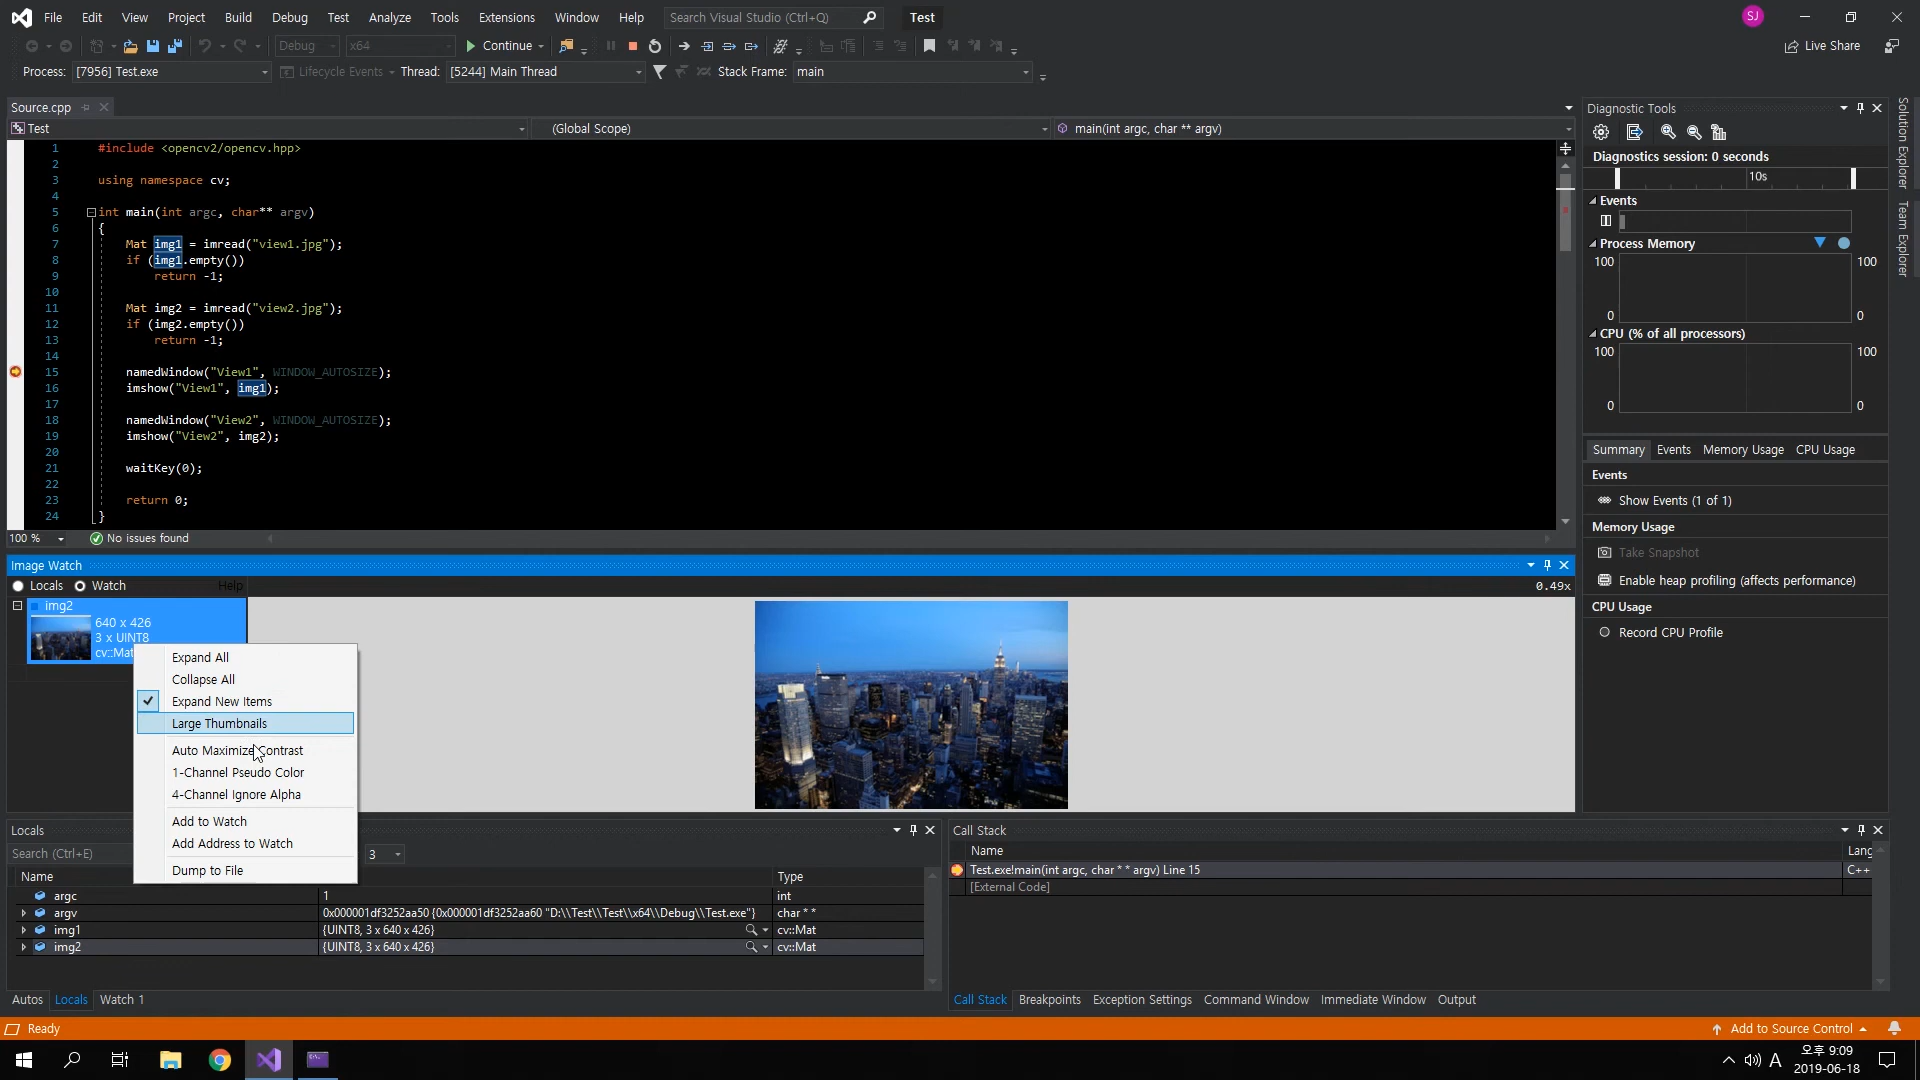 File Edit View Project Build Debug Test Analyze Tools Extensions Window Help Search Visual Studio (Ctrl+Q) Test SJ
Debug x64 Continue Live Share
Process: [7956] Test.exe Lifecycle Events Thread: [5244] Main Thread Stack Frame: main
Source.cpp
Test (Global Scope) main(int argc, char ** argv)
1 #include <opencv2/opencv.hpp>
2
3 using namespace cv;
4
5 int main(int argc, char** argv)
6 {
7 Mat img1 = imread("view1.jpg");
8 if (img1.empty())
9 return -1;
10
11 Mat img2 = imread("view2.jpg");
12 if (img2.empty())
13 return -1;
14
15 namedWindow("View1", WINDOW_AUTOSIZE);
16 imshow("View1", img1);
17
18 namedWindow("View2", WINDOW_AUTOSIZE);
19 imshow("View2", img2);
20
21 waitKey(0);
22
23 return 0;
24 }
100 % No issues found
Image Watch
Locals Watch Help 0.49x
img2
640 x 426
3 x UINT8
cv::Mat
Expand All
Collapse All
Expand New Items
Large Thumbnails
Auto Maximize Contrast
1-Channel Pseudo Color
4-Channel Ignore Alpha
Add to Watch
Add Address to Watch
Dump to File
Locals
Search (Ctrl+E) 3
Name Type
argc 1 int
argv 0x000001df3252aa50 {0x000001df3252aa60 "D:\\Test\\Test\\x64\\Debug\\Test.exe"} char * *
img1 {UINT8, 3 x 640 x 426} cv::Mat
img2 {UINT8, 3 x 640 x 426} cv::Mat
Autos Locals Watch 1
Call Stack
Name Lang
Test.exe!main(int argc, char * * argv) Line 15 C++
[External Code]
Call Stack Breakpoints Exception Settings Command Window Immediate Window Output
Diagnostic Tools
Diagnostics session: 0 seconds
10s
Events
Process Memory
100 100
0 0
CPU (% of all processors)
100 100
0 0
Summary Events Memory Usage CPU Usage
Events
Show Events (1 of 1)
Memory Usage
Take Snapshot
Enable heap profiling (affects performance)
CPU Usage
Record CPU Profile
Solution Explorer
Team Explorer
Ready Add to Source Control
A 오후 9:09
2019-06-18